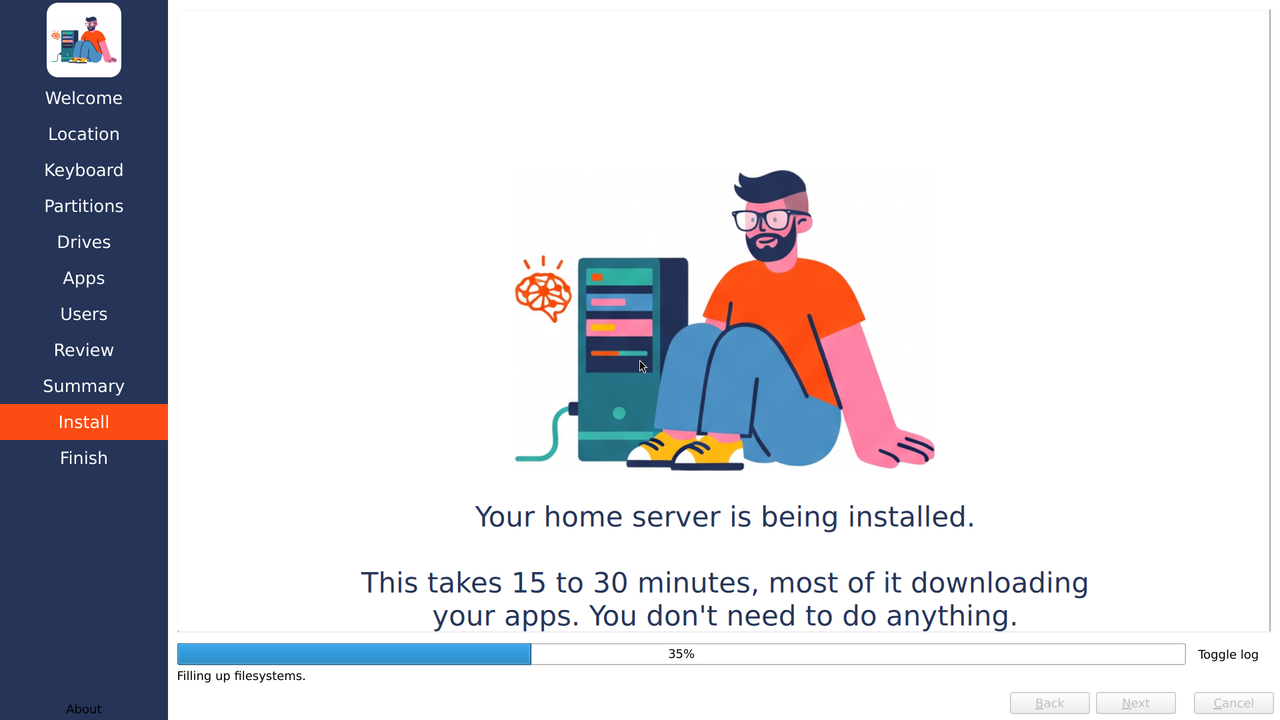 Welcome
Location
Keyboard
Partitions
Drives
Apps
Users
Review
Summary
Install
Finish
About
Your home server is being installed.
This takes 15 to 30 minutes, most of it downloading
your apps. You don't need to do anything.
35%
Toggle log
Filling up filesystems.
Back
Next
Cancel